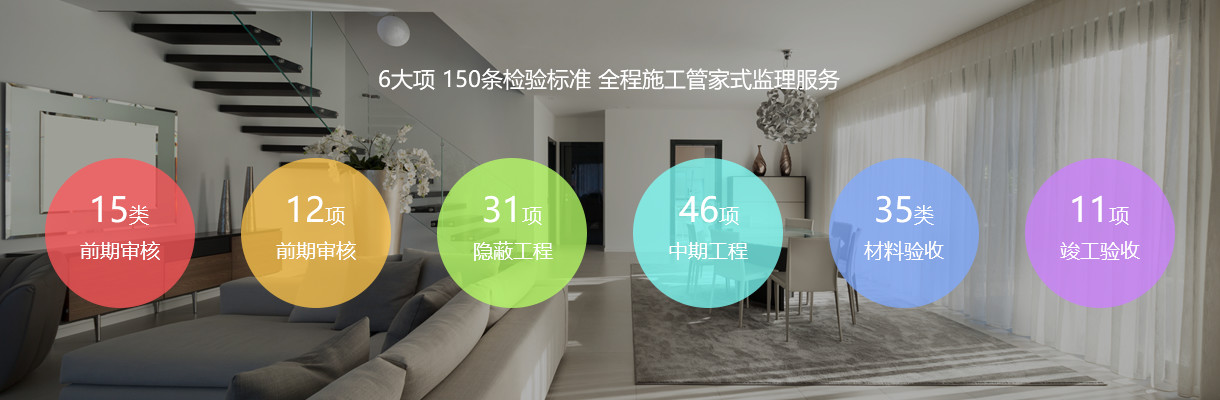 6大项 150条检验标准 全程施工管家式监理服务
15类
前期审核
12项
前期审核
31项
隐蔽工程
46项
中期工程
35类
材料验收
11项
竣工验收